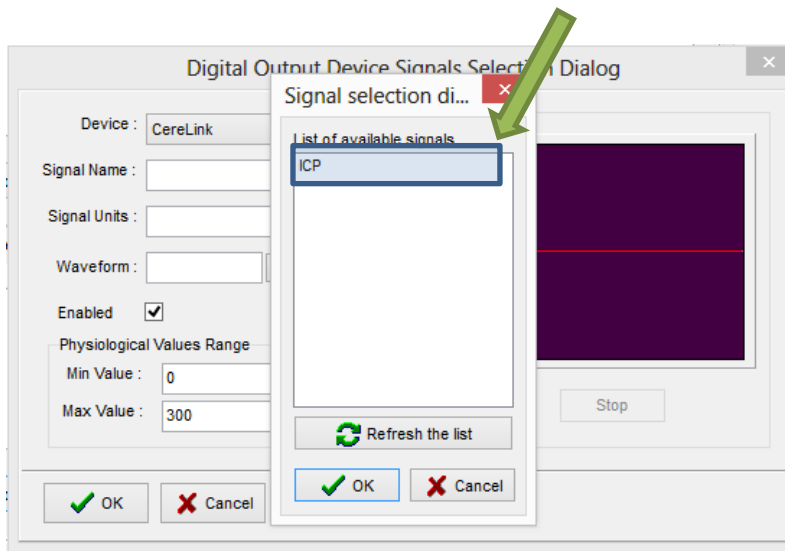 Digital Output Device Signals Selection Dialog
Signal selection di...
Device :
CereLink
Signal Name :
Signal Units :
Waveform :
Enabled
Physiological Values Range
Min Value :
0
Max Value :
300
OK
Cancel
List of available signals
ICP
Refresh the list
OK
Cancel
Stop